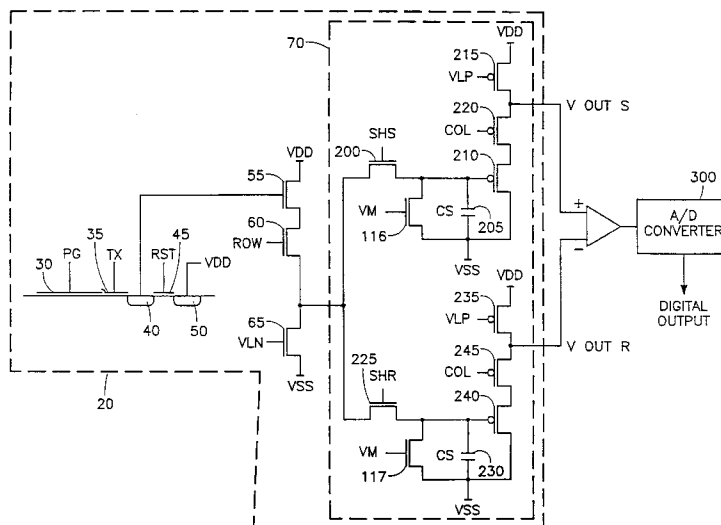 70
VDD
215
VLP
V OUT S
220
COL
SHS
200
210
VDD
55
300
60
VM
CS
+
A/D
CONVERTER
ROW
116
205
−
35
45
VSS
30
PG
TX
RST
VDD
VDD
235
DIGITAL
OUTPUT
65
VLP
40
50
V OUT R
VLN
225
245
SHR
COL
VSS
240
20
VM
CS
117
230
VSS